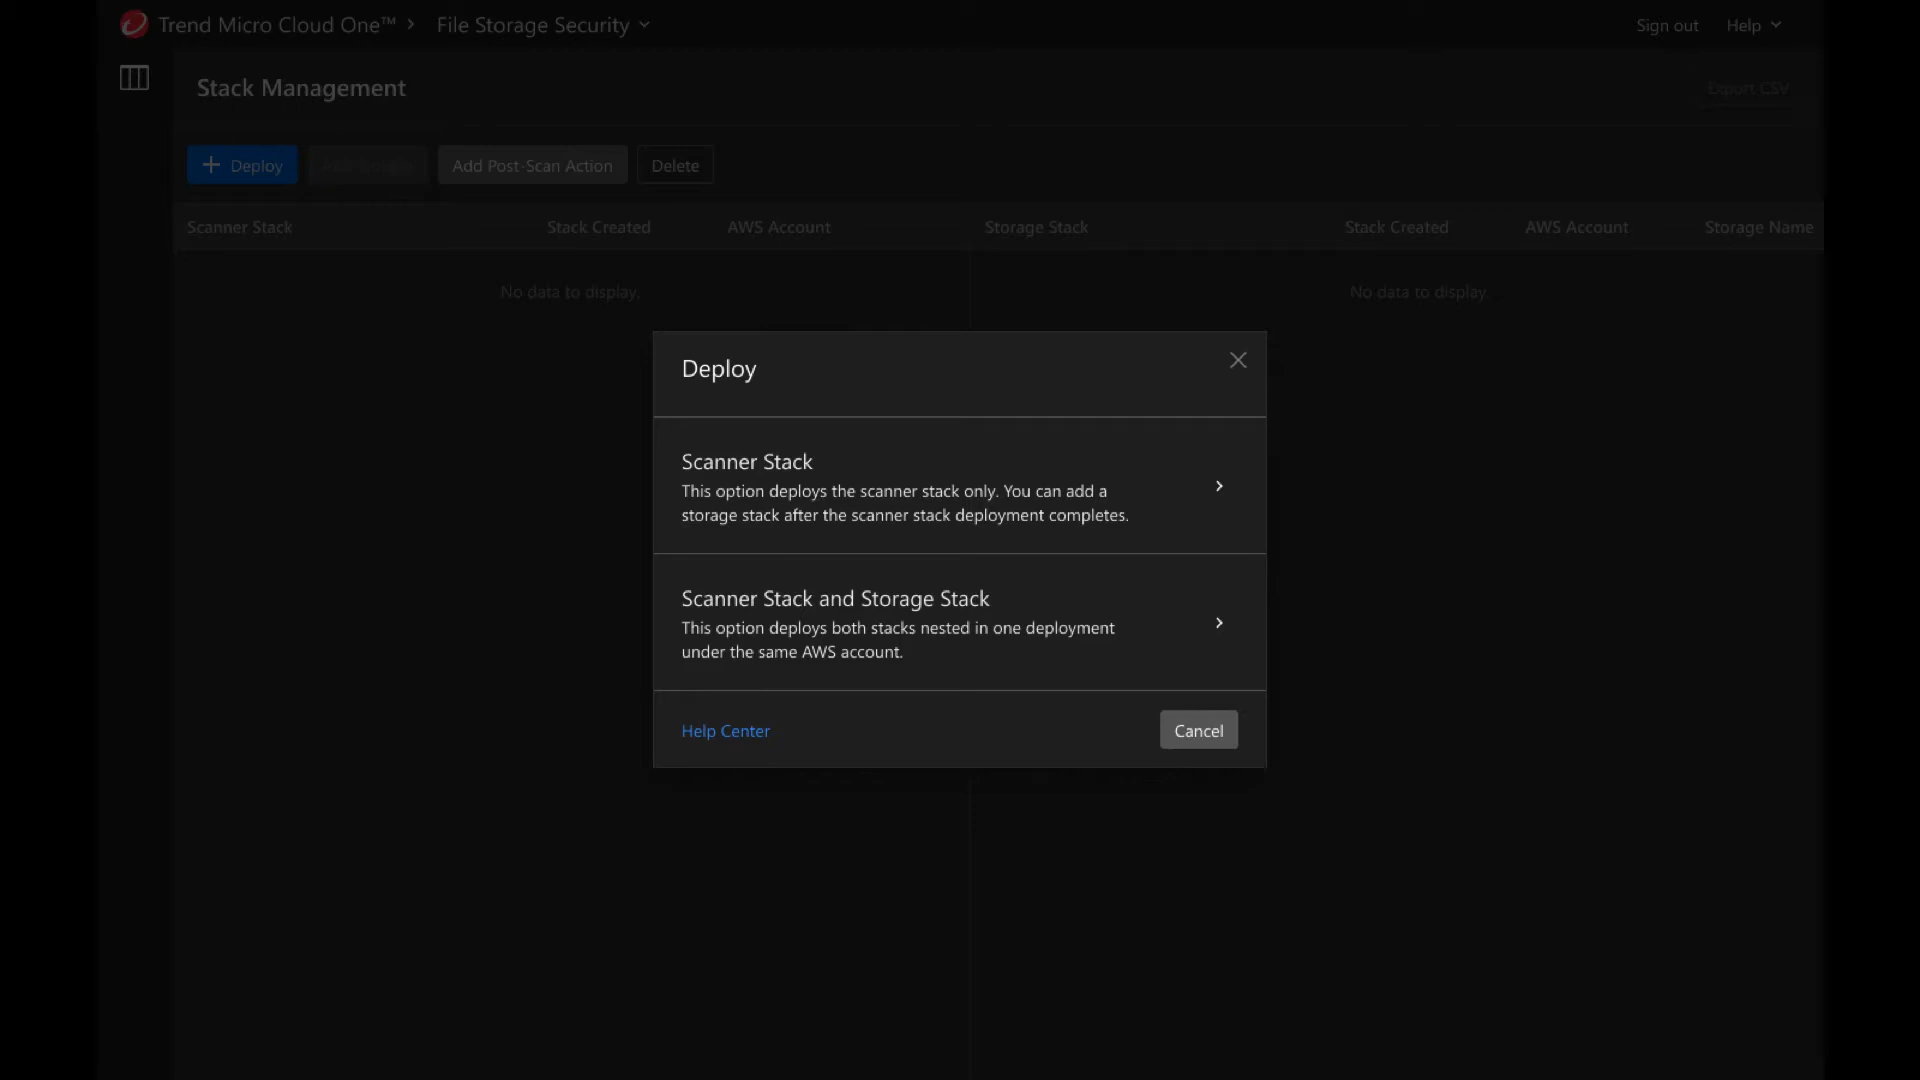 Trend Micro Cloud One™ > File Storage Security
Sign out Help
Stack Management
Export CSV
+ Deploy
Add Post-Scan Action
Delete
Scanner Stack Stack Created AWS Account Storage Stack Stack Created AWS Account Storage Name
No data to display. No data to display.
Deploy
Scanner Stack
This option deploys the scanner stack only. You can add a
storage stack after the scanner stack deployment completes.
Scanner Stack and Storage Stack
This option deploys both stacks nested in one deployment
under the same AWS account.
Help Center
Cancel